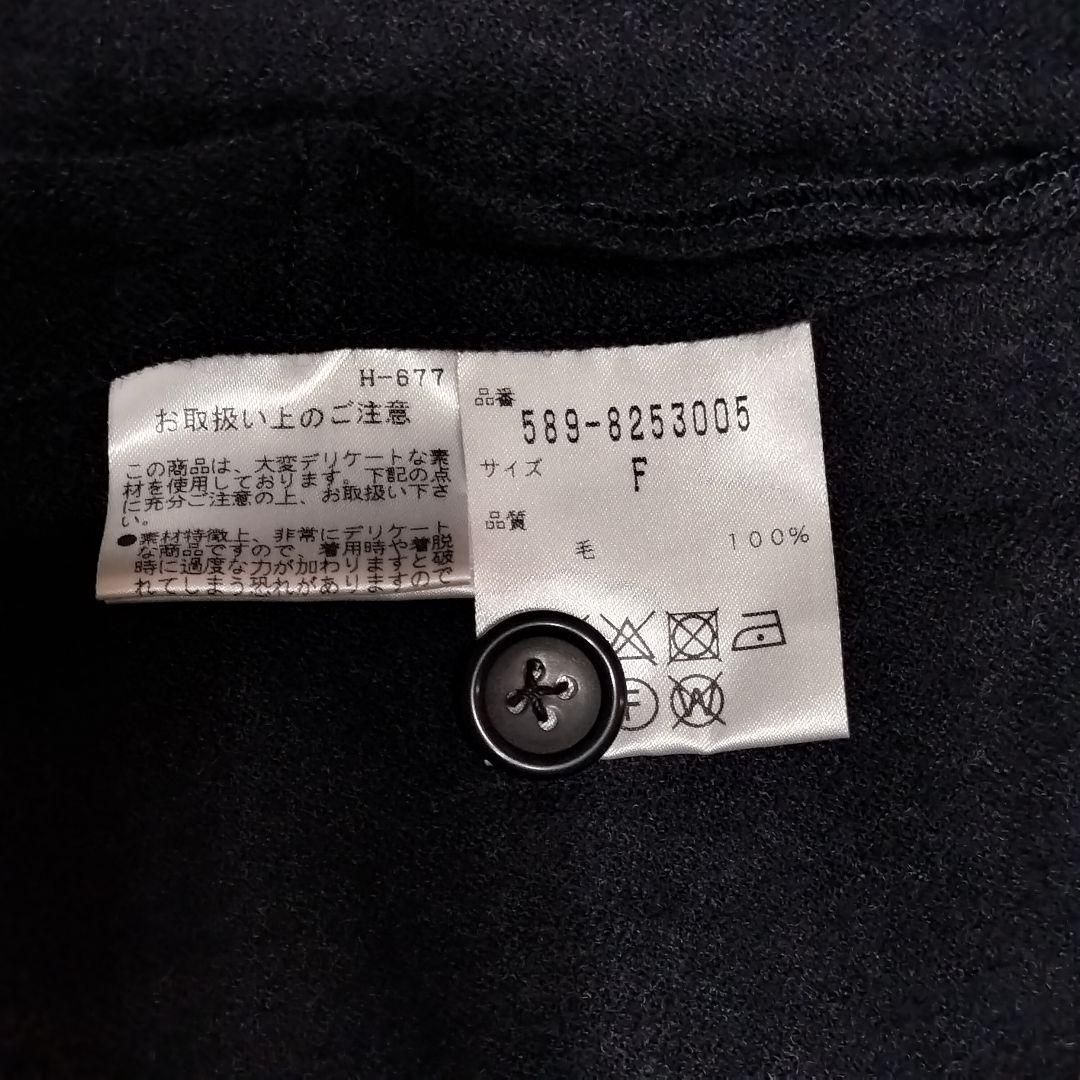 H-677
お取扱い上のご注意
この商品は、大変デリケートな素
材を使用しております。下記の点
に充分ご注意の上、お取扱い下さ
い。
●素材特徴上、非常にデリケート
な商品ですので、着用時や着脱
時に過度な力が加わりますと破
れてしまう恐れがありますので
品番
589-8253005
サイズ
F
品質
毛 100%
F
W